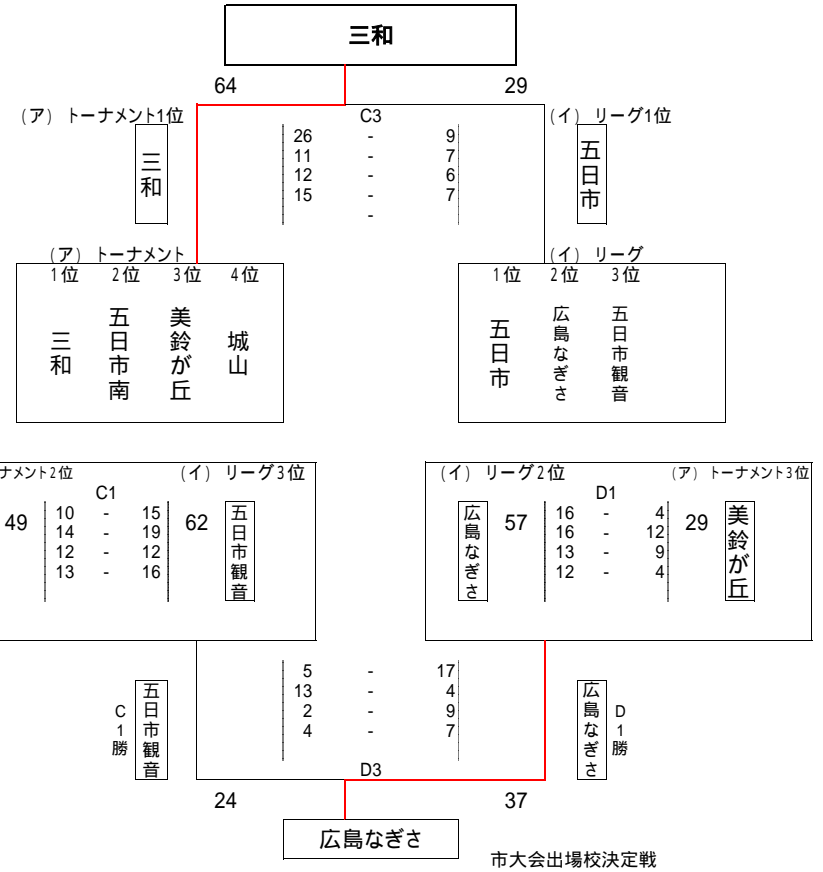 三和
64 29
(ア) トーナメント1位 C3 (イ) リーグ1位
三和
26 - 9
11 - 7
12 - 6
15 - 7
-
五日市
(ア) トーナメント
1位 2位 3位 4位
三和 五日市南 美鈴が丘 城山
(イ) リーグ
1位 2位 3位
五日市 広島なぎさ 五日市観音
ナメント2位 (イ) リーグ3位
C1
49
10 - 15
14 - 19
12 - 12
13 - 16
62
五日市観音
(イ) リーグ2位 (ア) トーナメント3位
D1
広島なぎさ
57
16 - 4
16 - 12
13 - 9
12 - 4
29
美鈴が丘
C1勝
五日市観音
5 - 17
13 - 4
2 - 9
4 - 7
D3
広島なぎさ
D1勝
24 37
広島なぎさ
市大会出場校決定戦